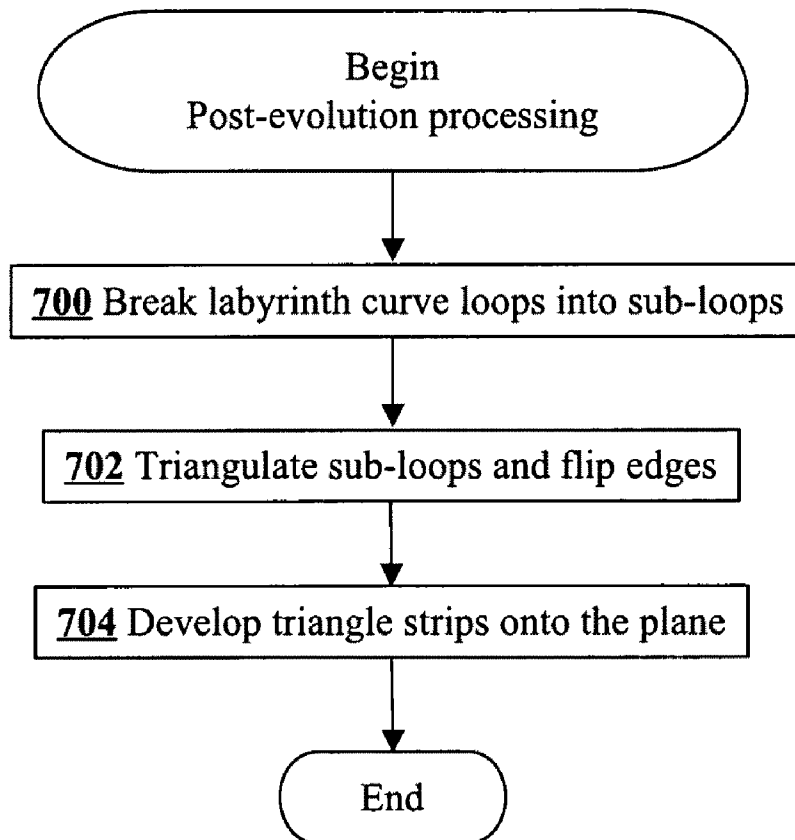 Begin
Post-evolution processing
700 Break labyrinth curve loops into sub-loops
702 Triangulate sub-loops and flip edges
704 Develop triangle strips onto the plane
End